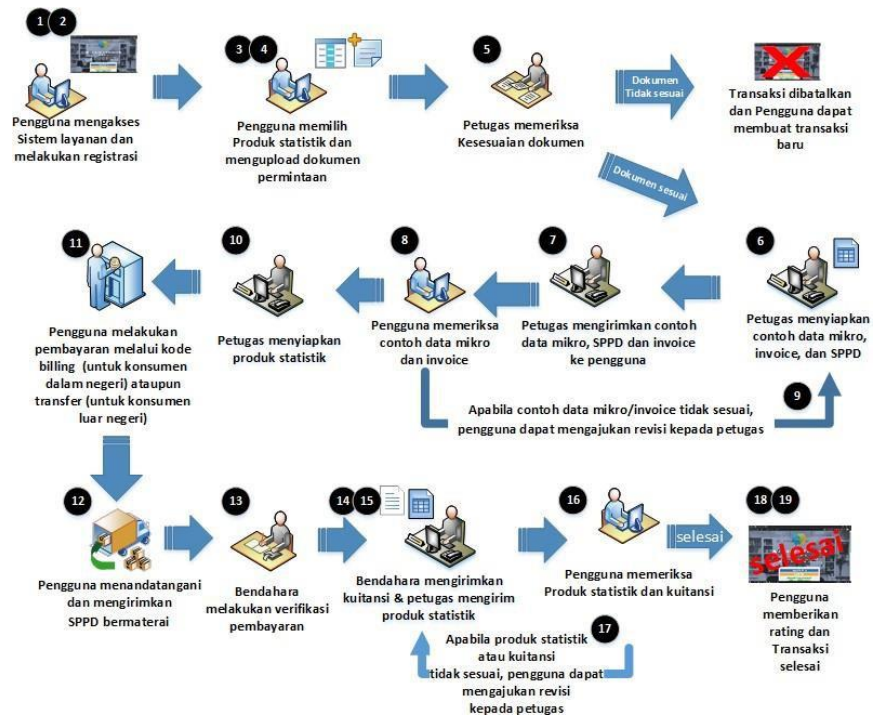 1 2
Pengguna mengakses
Sistem layanan dan
melakukan registrasi
3 4
Pengguna memilih
Produk statistik dan
mengupload dokumen
permintaan
5
Petugas memeriksa
Kesesuaian dokumen
Dokumen
Tidak sesuai
Transaksi dibatalkan
dan Pengguna dapat
membuat transaksi
baru
Dokumen sesuai
6
Petugas menyiapkan
contoh data mikro,
invoice, dan SPPD
7
Petugas mengirimkan contoh
data mikro, SPPD dan invoice
ke pengguna
8
Pengguna memeriksa
contoh data mikro
dan invoice
9
Apabila contoh data mikro/invoice tidak sesuai,
pengguna dapat mengajukan revisi kepada petugas
10
Petugas menyiapkan
produk statistik
11
Pengguna melakukan
pembayaran melalui kode
billing (untuk konsumen
dalam negeri) ataupun
transfer (untuk konsumen
luar negeri)
12
Pengguna menandatangani
dan mengirimkan
SPPD bermaterai
13
Bendahara
melakukan verifikasi
pembayaran
14 15
Bendahara mengirimkan
kuitansi & petugas mengirim
produk statistik
16
Pengguna memeriksa
Produk statistik dan kuitansi
17
Apabila produk statistik
atau kuitansi
tidak sesuai, pengguna dapat
mengajukan revisi
kepada petugas
selesai
18 19
selesai
Pengguna
memberikan
rating dan
Transaksi
selesai